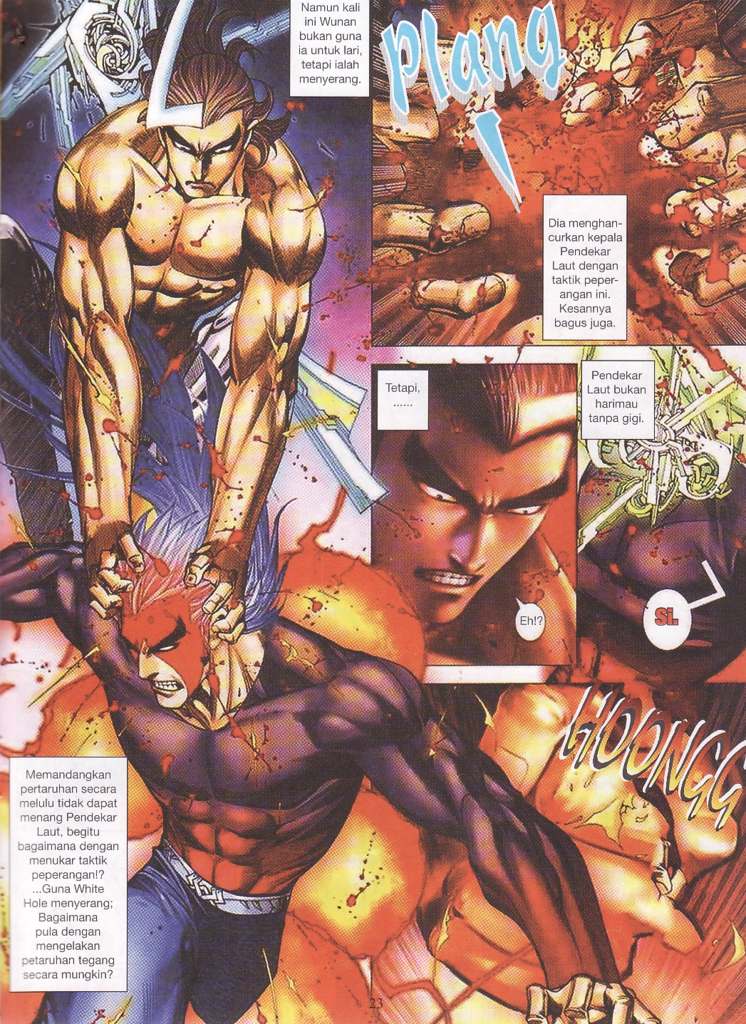 Namun kali
ini Wunan
bukan guna
ia untuk lari,
tetapi ialah
menyerang.
Plang
!
Dia menghan-
curkan kepala
Pendekar
Laut dengan
taktik peper-
angan ini.
Kesannya
bagus juga.
Tetapi,
......
Eh!?
Pendekar
Laut bukan
harimau
tanpa gigi.
Si.
Memandangkan
pertaruhan secara
melulu tidak dapat
menang Pendekar
Laut, begitu
bagaimana dengan
menukar taktik
peperangan!?
...Guna White
Hole menyerang;
Bagaimana
pula dengan
mengelakan
petaruhan tegang
secara mungkin?
HOONGG
23